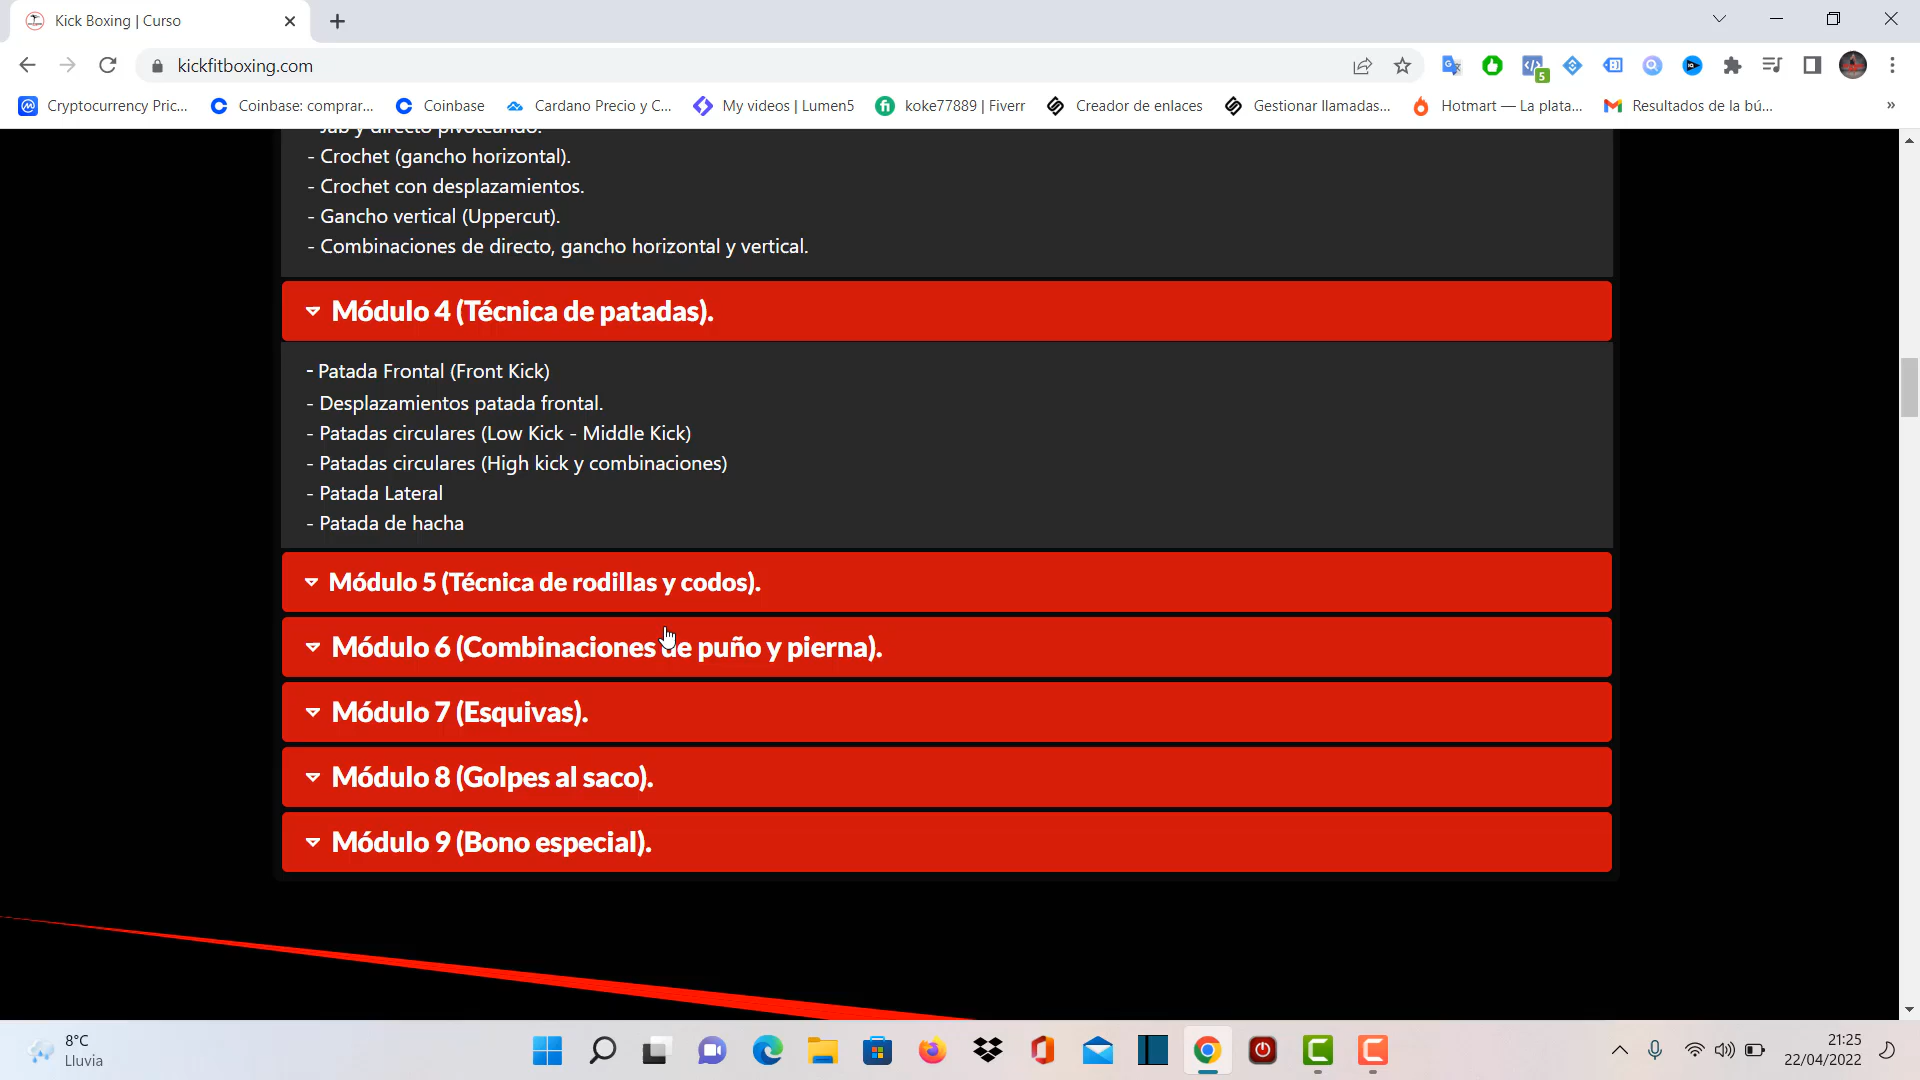 Kick Boxing | Curso
kickfitboxing.com
5
Cryptocurrency Pric...
Coinbase: comprar...
Coinbase
Cardano Precio y C...
My videos | Lumen5
koke77889 | Fiverr
Creador de enlaces
Gestionar llamadas...
Hotmart — La plata...
Resultados de la bú...
»
- Jab y directo pivoteando.
- Crochet (gancho horizontal).
- Crochet con desplazamientos.
- Gancho vertical (Uppercut).
- Combinaciones de directo, gancho horizontal y vertical.
Módulo 4 (Técnica de patadas).
- Patada Frontal (Front Kick)
- Desplazamientos patada frontal.
- Patadas circulares (Low Kick - Middle Kick)
- Patadas circulares (High kick y combinaciones)
- Patada Lateral
- Patada de hacha
Módulo 5 (Técnica de rodillas y codos).
Módulo 6 (Combinaciones de puño y pierna).
Módulo 7 (Esquivas).
Módulo 8 (Golpes al saco).
Módulo 9 (Bono especial).
8°C
Lluvia
21:25
22/04/2022